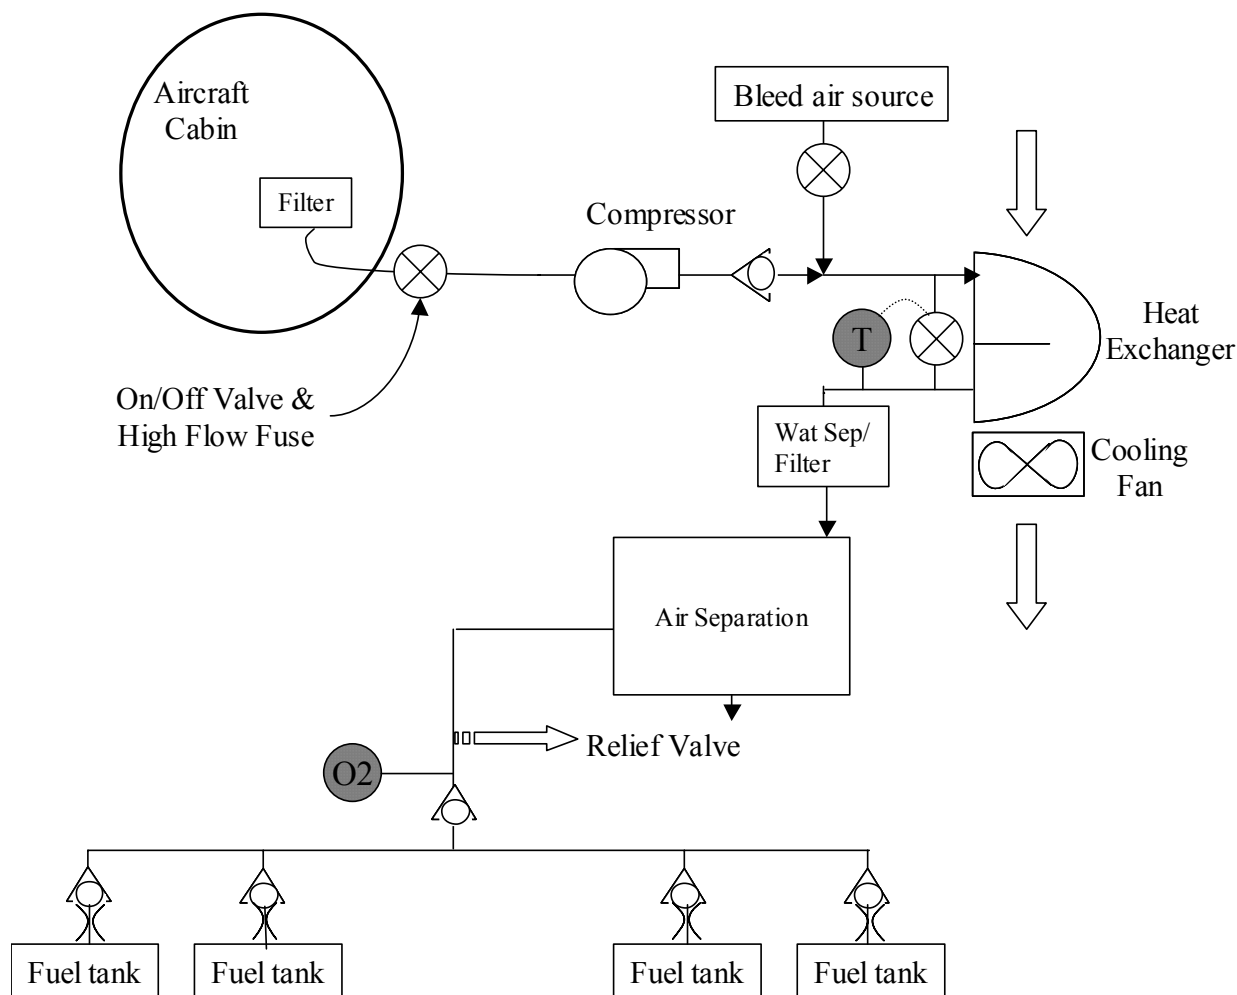 Aircraft
Cabin
Bleed air source
Filter
Compressor
T
Heat
Exchanger
On/Off Valve &
High Flow Fuse
Wat Sep/
Filter
Cooling
Fan
Air Separation
Relief Valve
O2
Fuel tank
Fuel tank
Fuel tank
Fuel tank